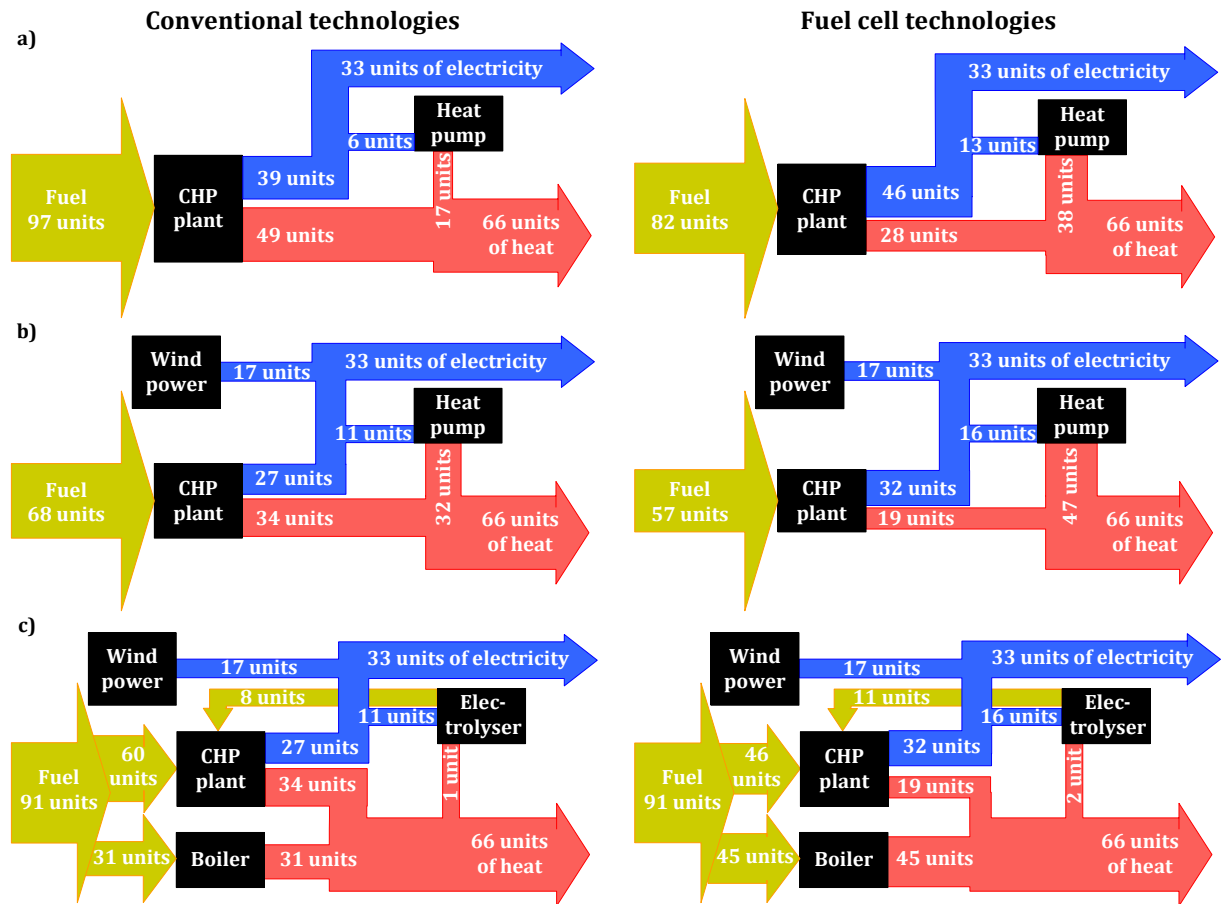 Conventional technologies
Fuel cell technologies
a)
33 units of electricity
Heat
pump
6 units
39 units
Fuel
97 units
CHP
plant
17 units
49 units
66 units
of heat
33 units of electricity
Heat
pump
13 units
46 units
Fuel
82 units
CHP
plant
38 units
28 units
66 units
of heat
b)
Wind
power
17 units
33 units of electricity
Heat
pump
11 units
27 units
Fuel
68 units
CHP
plant
32 units
34 units
66 units
of heat
Wind
power
17 units
33 units of electricity
Heat
pump
16 units
32 units
Fuel
57 units
CHP
plant
47 units
19 units
66 units
of heat
c)
Wind
power
17 units
33 units of electricity
8 units
11 units
Elec-
trolyser
27 units
60
units
CHP
plant
Fuel
91 units
34 units
1 unit
31 units
Boiler
31 units
66 units
of heat
Wind
power
17 units
33 units of electricity
11 units
16 units
Elec-
trolyser
32 units
46
units
CHP
plant
Fuel
91 units
19 units
2 unit
45 units
Boiler
45 units
66 units
of heat